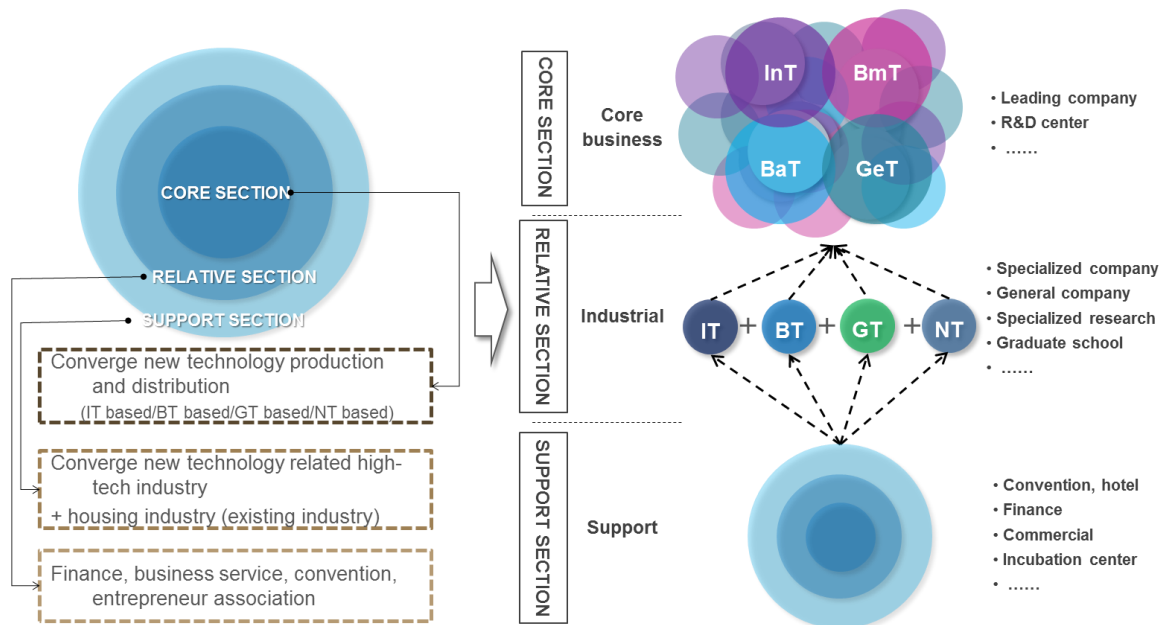 CORE SECTION
RELATIVE SECTION
SUPPORT SECTION
Converge new technology production
and distribution
(IT based/BT based/GT based/NT based)
Converge new technology related high-
tech industry
+ housing industry (existing industry)
Finance, business service, convention,
entrepreneur association
CORE SECTION
Core
business
InT
BmT
BaT
GeT
• Leading company
• R&D center
• ......
RELATIVE SECTION
Industrial
IT + BT + GT + NT
• Specialized company
• General company
• Specialized research
• Graduate school
• ......
SUPPORT SECTION
Support
• Convention, hotel
• Finance
• Commercial
• Incubation center
• ......